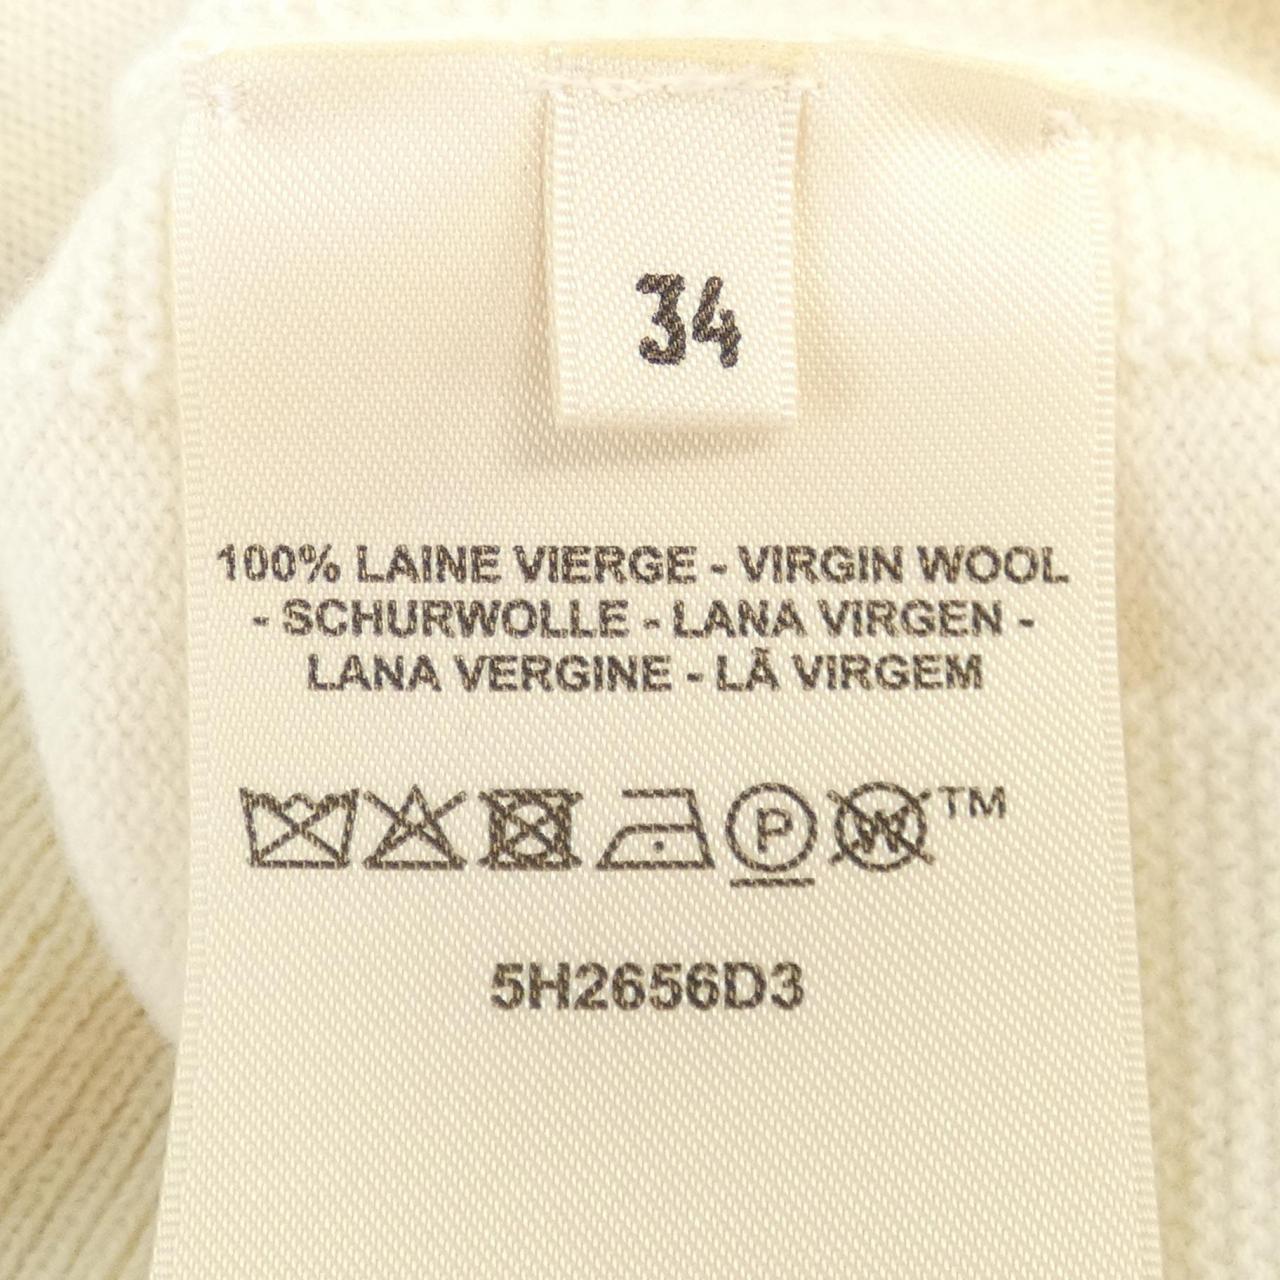 34
100% LAINE VIERGE - VIRGIN WOOL
- SCHURWOLLE - LANA VIRGEN -
LANA VERGINE - LÃ VIRGEM
P W TM
5H2656D3